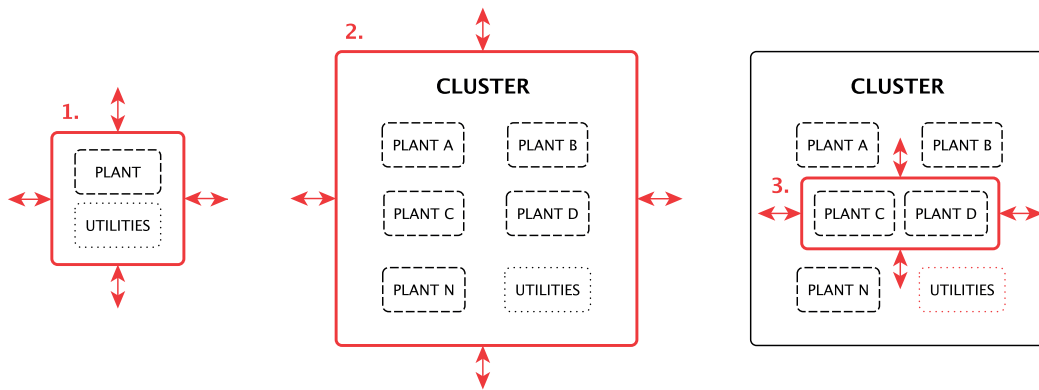 1.
PLANT
UTILITIES
2.
CLUSTER
PLANT A
PLANT B
PLANT C
PLANT D
PLANT N
UTILITIES
CLUSTER
PLANT A
PLANT B
3.
PLANT C
PLANT D
PLANT N
UTILITIES